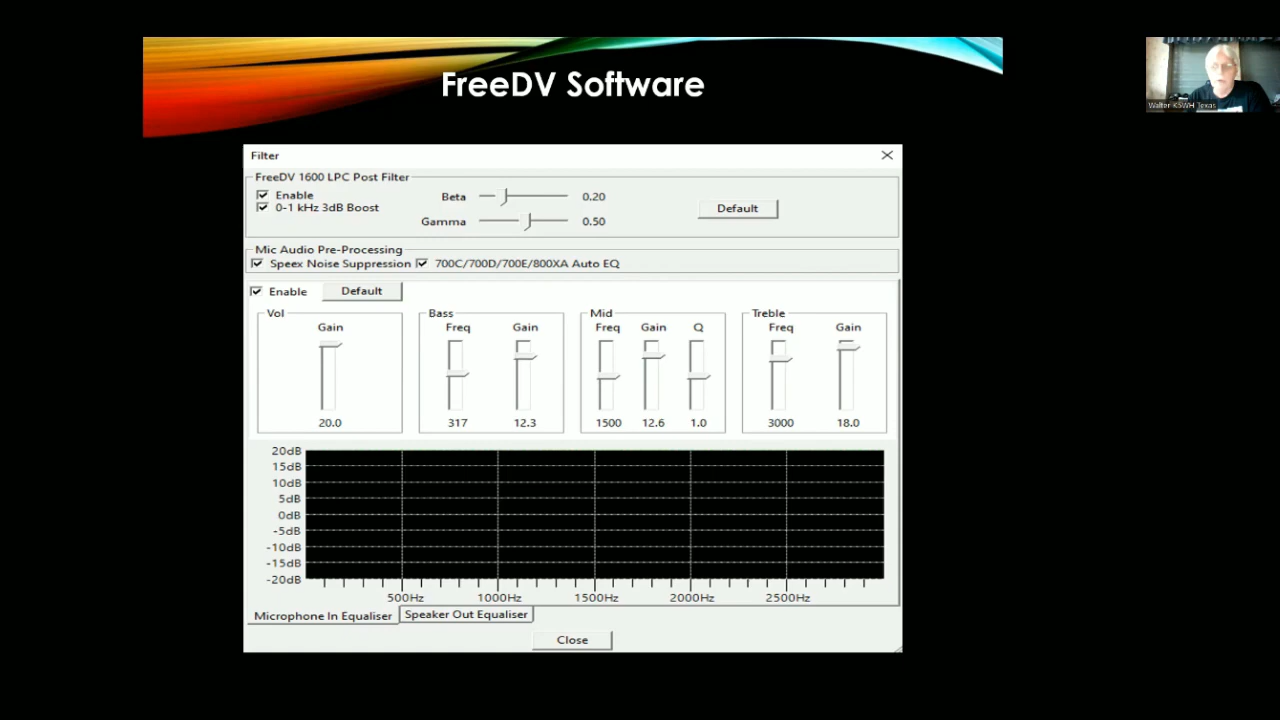 FreeDV Software
Walter K5WH Texas
Filter
FreeDV 1600 LPC Post Filter
Enable
Beta 0.20
0-1 kHz 3dB Boost
Default
Gamma 0.50
Mic Audio Pre-Processing
Speex Noise Suppression 700C/700D/700E/800XA Auto EQ
Enable Default
Vol Bass Mid Treble
Gain Freq Gain Freq Gain Q Freq Gain
20.0 317 12.3 1500 12.6 1.0 3000 18.0
20dB
15dB
10dB
5dB
0dB
-5dB
-10dB
-15dB
-20dB
500Hz 1000Hz 1500Hz 2000Hz 2500Hz
Microphone In Equaliser Speaker Out Equaliser
Close